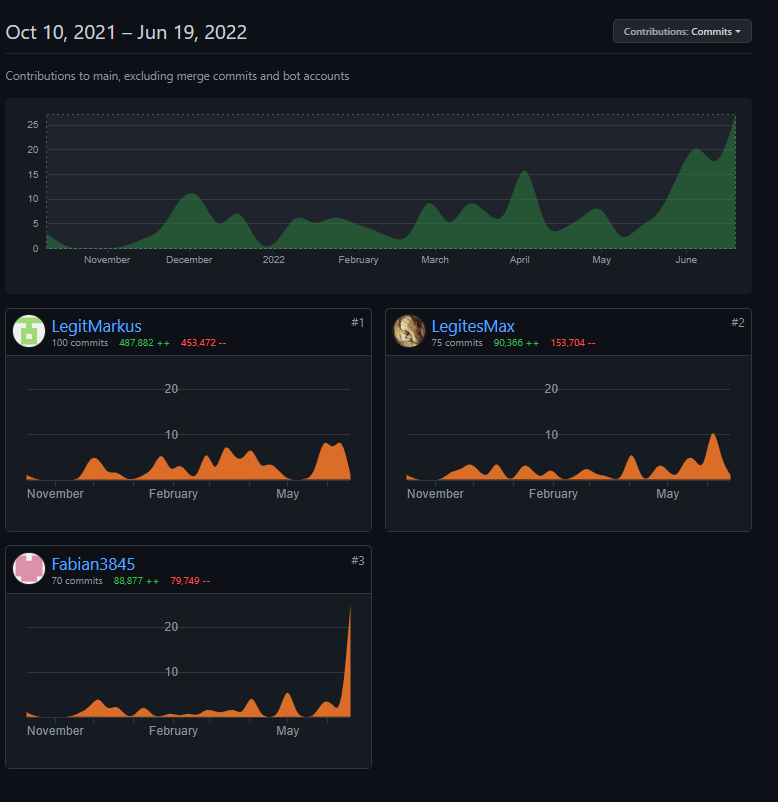 Oct 10, 2021 – Jun 19, 2022
Contributions: Commits
Contributions to main, excluding merge commits and bot accounts
25
20
15
10
5
0
November December 2022 February March April May June
LegitMarkus #1
100 commits 487,882 ++ 453,472 --
20
10
November February May
LegitesMax #2
75 commits 90,366 ++ 153,704 --
20
10
November February May
Fabian3845 #3
70 commits 88,877 ++ 79,749 --
20
10
November February May